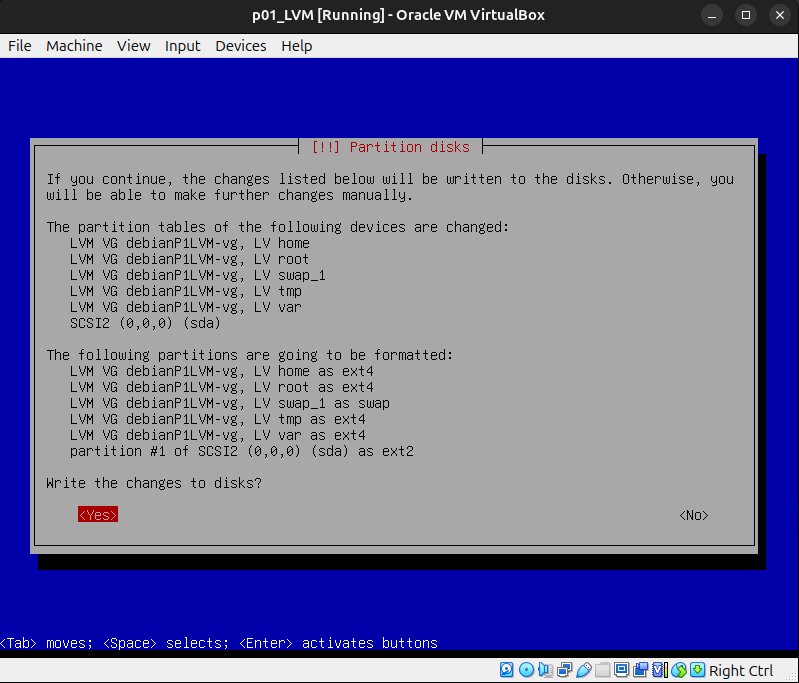 p01_LVM [Running] - Oracle VM VirtualBox
File Machine View Input Devices Help
[!!] Partition disks
If you continue, the changes listed below will be written to the disks. Otherwise, you
will be able to make further changes manually.
The partition tables of the following devices are changed:
LVM VG debianP1LVM-vg, LV home
LVM VG debianP1LVM-vg, LV root
LVM VG debianP1LVM-vg, LV swap_1
LVM VG debianP1LVM-vg, LV tmp
LVM VG debianP1LVM-vg, LV var
SCSI2 (0,0,0) (sda)
The following partitions are going to be formatted:
LVM VG debianP1LVM-vg, LV home as ext4
LVM VG debianP1LVM-vg, LV root as ext4
LVM VG debianP1LVM-vg, LV swap_1 as swap
LVM VG debianP1LVM-vg, LV tmp as ext4
LVM VG debianP1LVM-vg, LV var as ext4
partition #1 of SCSI2 (0,0,0) (sda) as ext2
Write the changes to disks?
<Yes> <No>
<Tab> moves; <Space> selects; <Enter> activates buttons
Right Ctrl